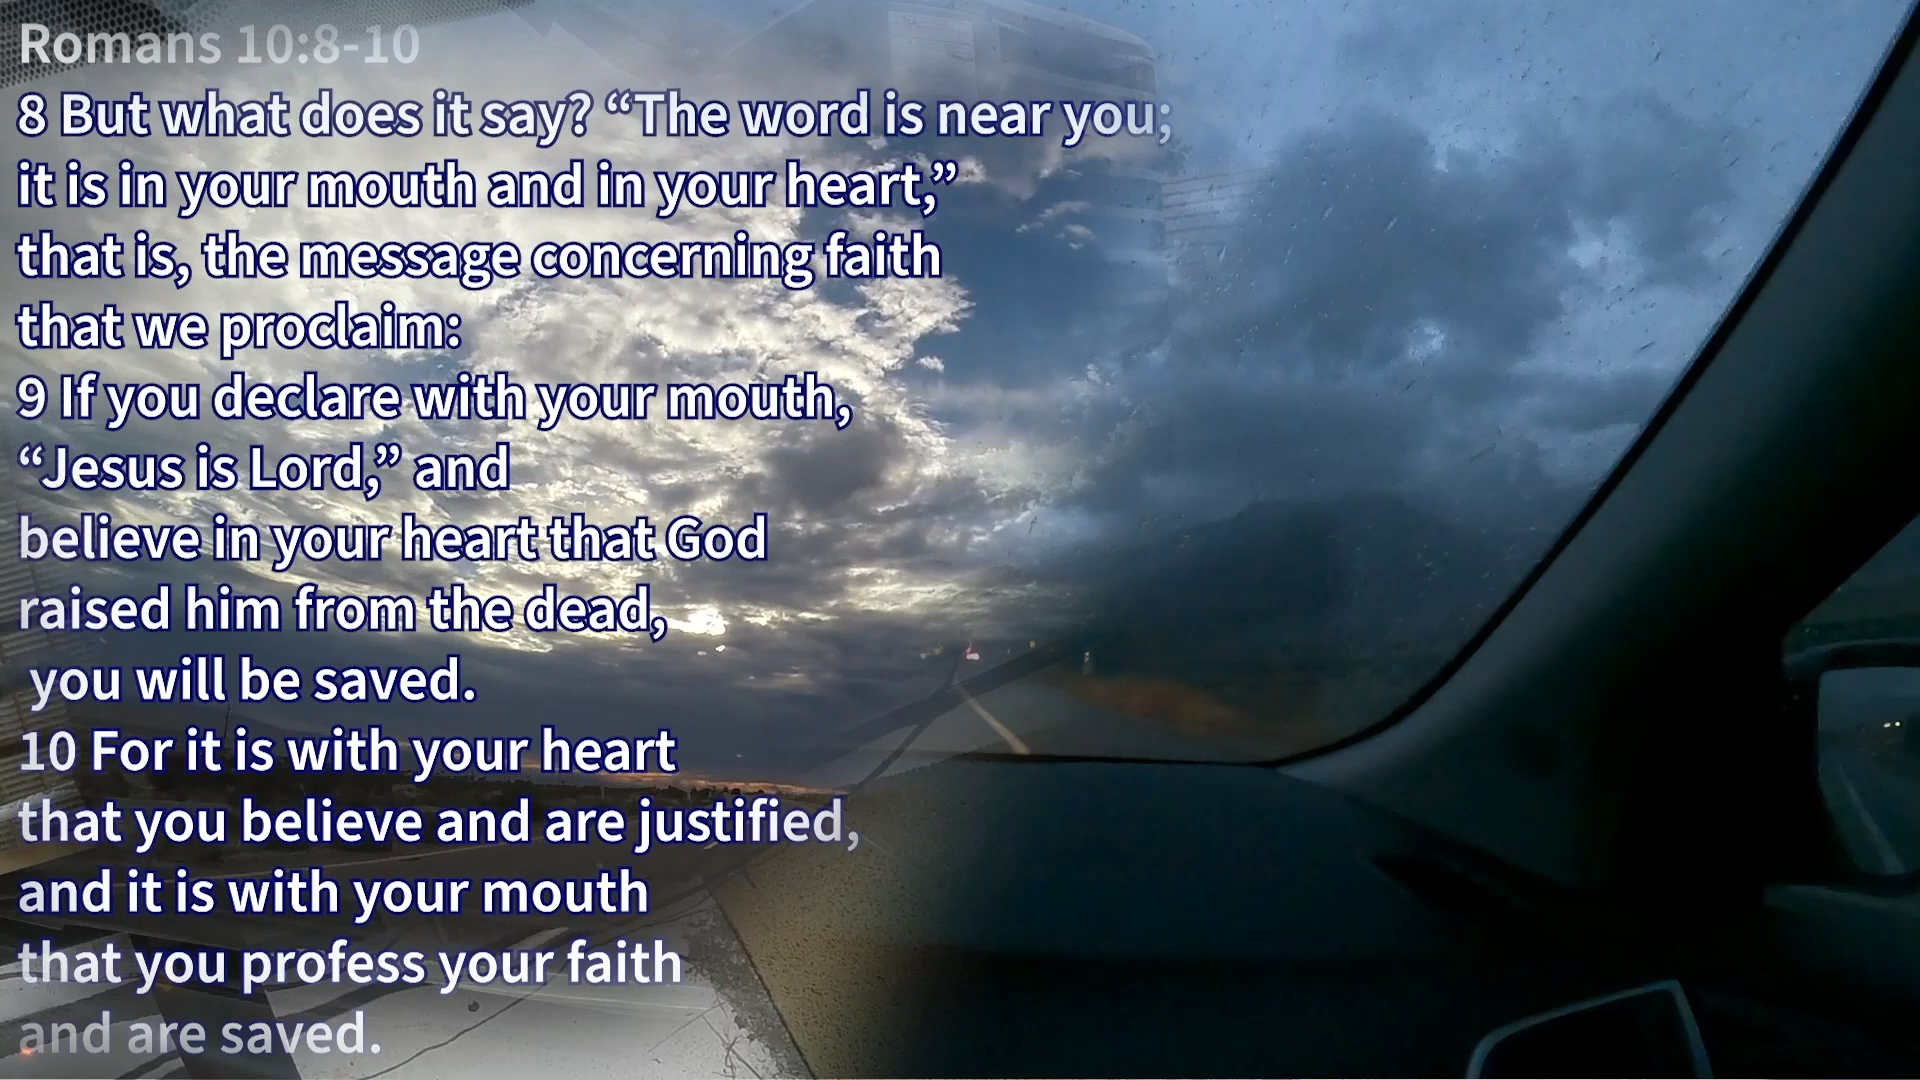 Romans 10:8-10
8 But what does it say? “The word is near you;
it is in your mouth and in your heart,”
that is, the message concerning faith
that we proclaim:
9 If you declare with your mouth,
“Jesus is Lord,” and
believe in your heart that God
raised him from the dead,
you will be saved.
10 For it is with your heart
that you believe and are justified,
and it is with your mouth
that you profess your faith
and are saved.